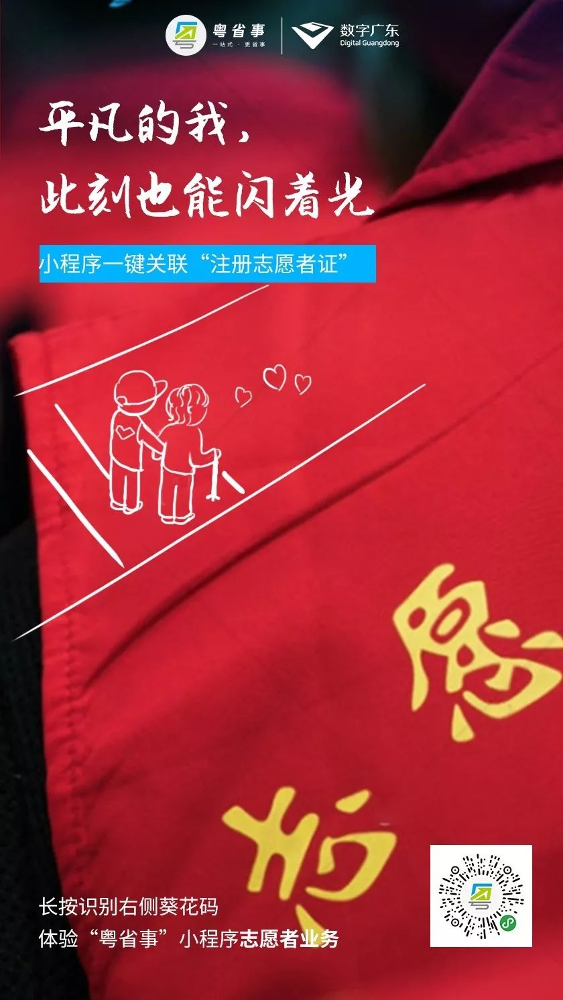 粤省事
一站式 · 更省事
数字广东
Digital Guangdong
平凡的我，
此刻也能闪着光
小程序一键关联“注册志愿者证”
愿
志
长按识别右侧葵花码
体验“粤省事”小程序志愿者业务